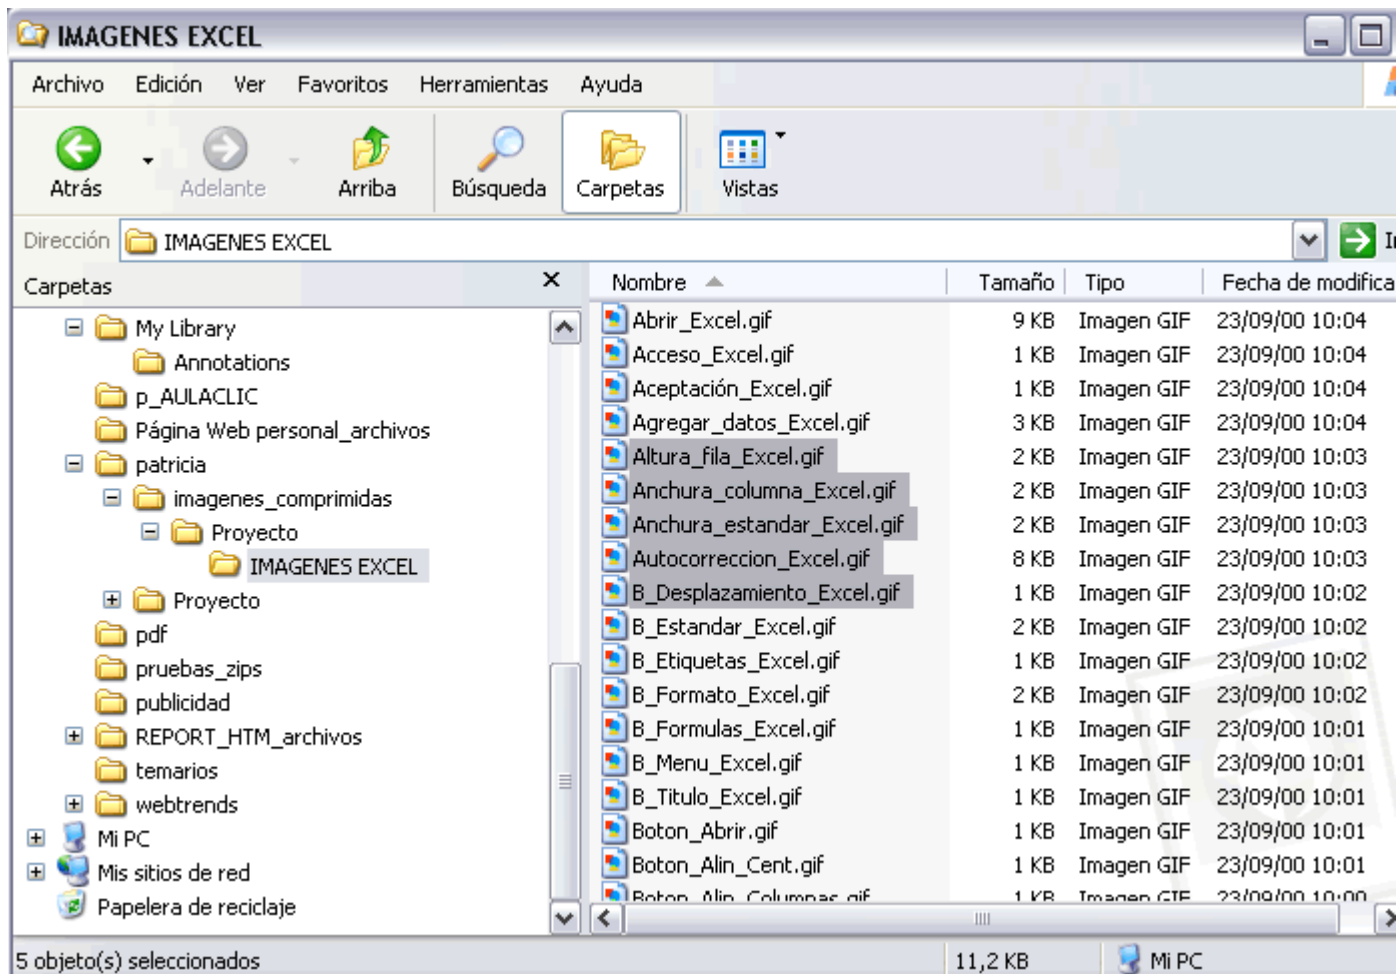 IMAGENES EXCEL
Archivo Edición Ver Favoritos Herramientas Ayuda
Atrás Adelante Arriba Búsqueda Carpetas Vistas
Dirección IMAGENES EXCEL
Carpetas
My Library
Annotations
p_AULACLIC
Página Web personal_archivos
patricia
imagenes_comprimidas
Proyecto
IMAGENES EXCEL
Proyecto
pdf
pruebas_zips
publicidad
REPORT_HTM_archivos
temarios
webtrends
Mi PC
Mis sitios de red
Papelera de reciclaje
Nombre Tamaño Tipo Fecha de modifica
Abrir_Excel.gif 9 KB Imagen GIF 23/09/00 10:04
Acceso_Excel.gif 1 KB Imagen GIF 23/09/00 10:04
Aceptación_Excel.gif 1 KB Imagen GIF 23/09/00 10:04
Agregar_datos_Excel.gif 3 KB Imagen GIF 23/09/00 10:04
Altura_fila_Excel.gif 2 KB Imagen GIF 23/09/00 10:03
Anchura_columna_Excel.gif 2 KB Imagen GIF 23/09/00 10:03
Anchura_estandar_Excel.gif 2 KB Imagen GIF 23/09/00 10:03
Autocorreccion_Excel.gif 8 KB Imagen GIF 23/09/00 10:03
B_Desplazamiento_Excel.gif 1 KB Imagen GIF 23/09/00 10:02
B_Estandar_Excel.gif 2 KB Imagen GIF 23/09/00 10:02
B_Etiquetas_Excel.gif 1 KB Imagen GIF 23/09/00 10:02
B_Formato_Excel.gif 2 KB Imagen GIF 23/09/00 10:02
B_Formulas_Excel.gif 1 KB Imagen GIF 23/09/00 10:01
B_Menu_Excel.gif 1 KB Imagen GIF 23/09/00 10:01
B_Titulo_Excel.gif 1 KB Imagen GIF 23/09/00 10:01
Boton_Abrir.gif 1 KB Imagen GIF 23/09/00 10:01
Boton_Alin_Cent.gif 1 KB Imagen GIF 23/09/00 10:01
Boton_Alin_Columnas.gif 1 KB Imagen GIF 23/09/00 10:00
5 objeto(s) seleccionados 11,2 KB Mi PC